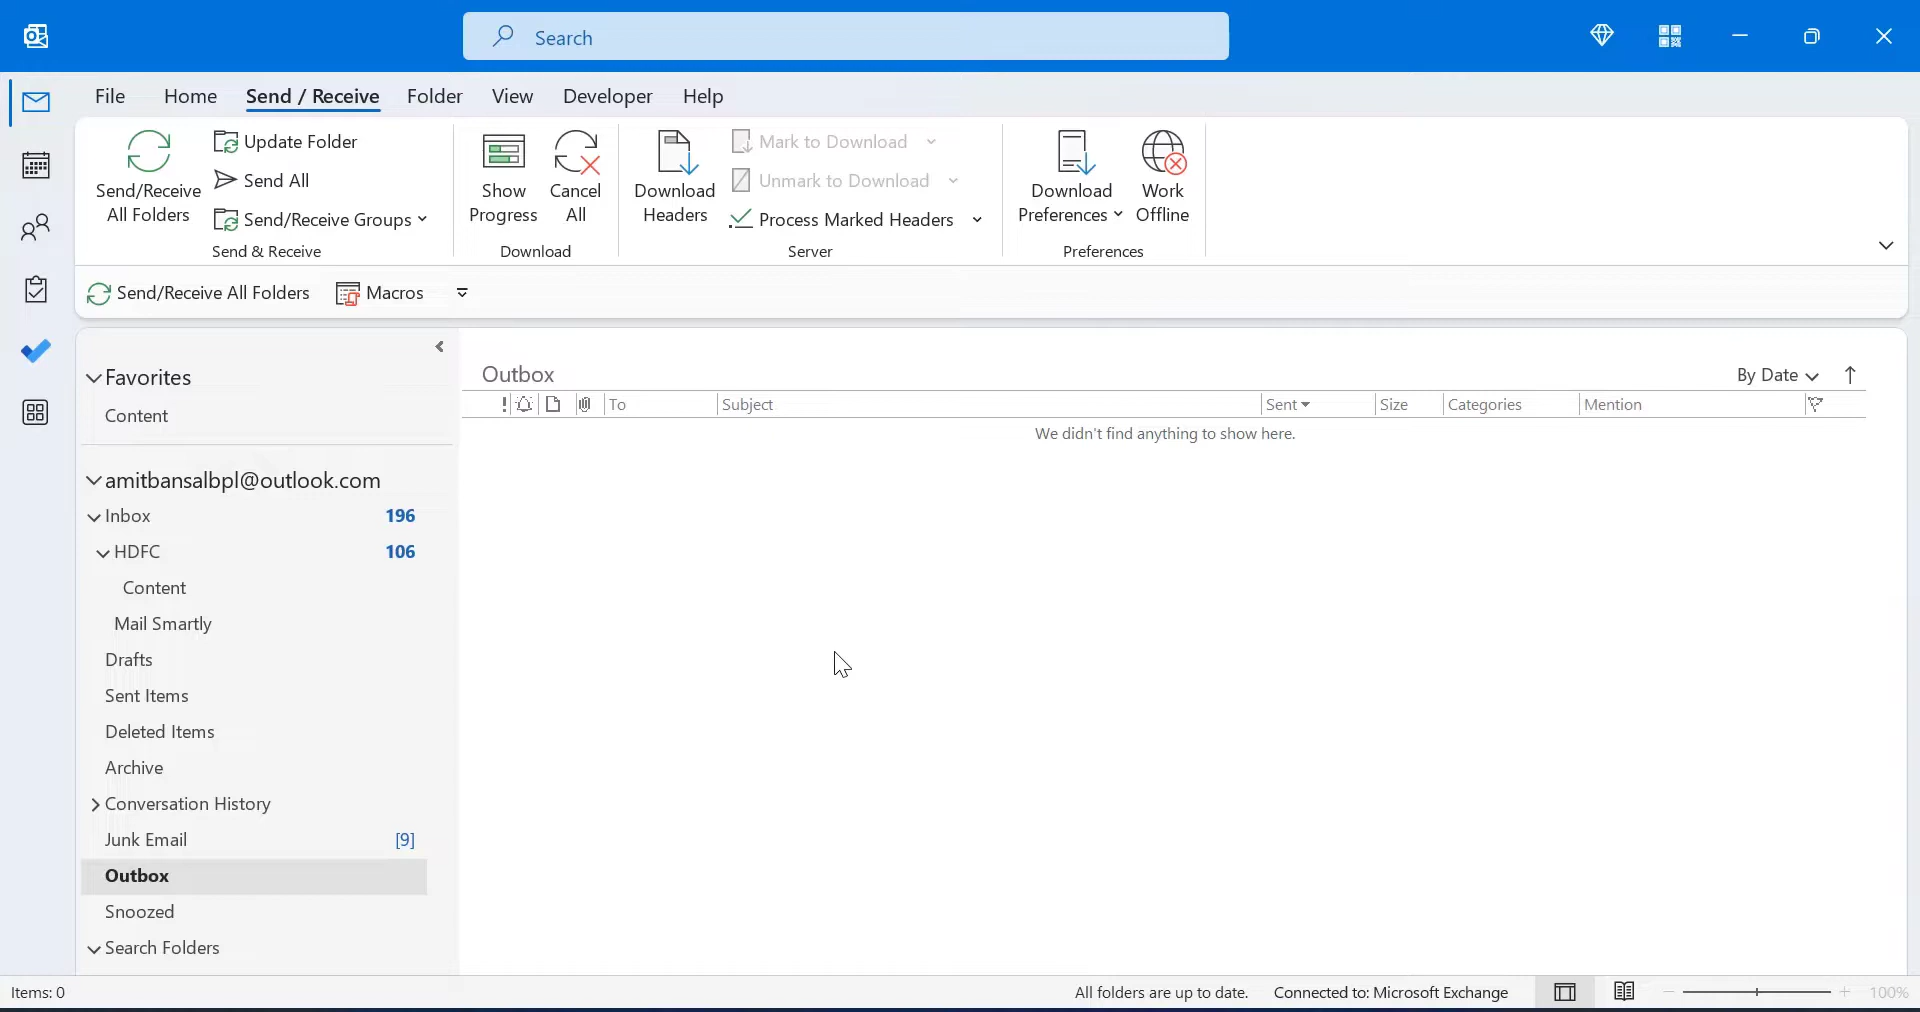 Search
File Home Send / Receive Folder View Developer Help
Send/Receive All Folders
Update Folder
Send All
Send/Receive Groups
Send & Receive
Show Progress
Cancel All
Download
Download Headers
Mark to Download
Unmark to Download
Process Marked Headers
Server
Download Preferences
Work Offline
Preferences
Send/Receive All Folders Macros
Favorites
Content
amitbansalbpl@outlook.com
Inbox 196
HDFC 106
Content
Mail Smartly
Drafts
Sent Items
Deleted Items
Archive
Conversation History
Junk Email [9]
Outbox
Snoozed
Search Folders
Outbox By Date
! To Subject Sent Size Categories Mention
We didn't find anything to show here.
Items: 0 All folders are up to date. Connected to: Microsoft Exchange 100%